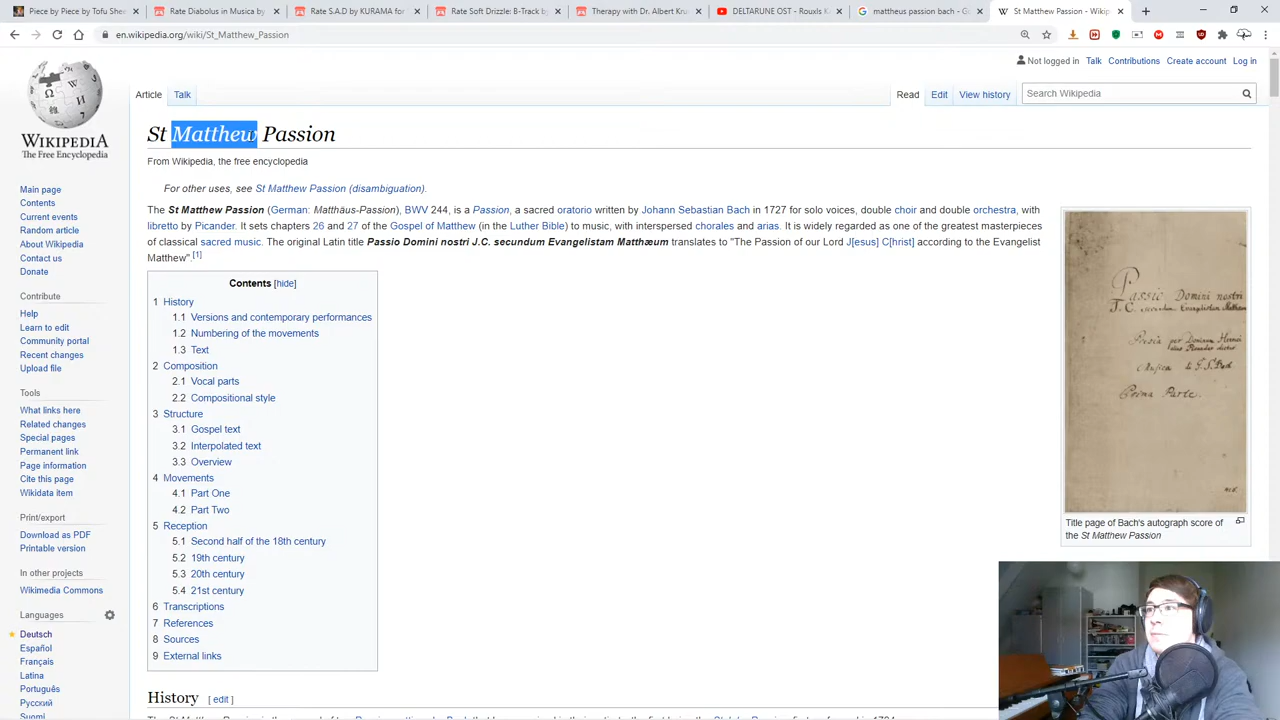 Piece by Piece by Tofu Shee
Rate Diabolus in Musica by
Rate S.A.D by KURAMA for
Rate Soft Drizzle: B-Track by
Therapy with Dr. Albert Kru
DELTARUNE OST - Rouxls K
mattheus passion bach - G
St Matthew Passion - Wikip
en.wikipedia.org/wiki/St_Matthew_Passion
Not logged in Talk Contributions Create account Log in
Article Talk
Read Edit View history Search Wikipedia
WIKIPEDIA
The Free Encyclopedia
Main page
Contents
Current events
Random article
About Wikipedia
Contact us
Donate
Contribute
Help
Learn to edit
Community portal
Recent changes
Upload file
Tools
What links here
Related changes
Special pages
Permanent link
Page information
Cite this page
Wikidata item
Print/export
Download as PDF
Printable version
In other projects
Wikimedia Commons
Languages
Deutsch
Español
Français
Latina
Português
Русский
Suomi
St Matthew Passion
From Wikipedia, the free encyclopedia
For other uses, see St Matthew Passion (disambiguation).
The St Matthew Passion (German: Matthäus-Passion), BWV 244, is a Passion, a sacred oratorio written by Johann Sebastian Bach in 1727 for solo voices, double choir and double orchestra, with
libretto by Picander. It sets chapters 26 and 27 of the Gospel of Matthew (in the Luther Bible) to music, with interspersed chorales and arias. It is widely regarded as one of the greatest masterpieces
of classical sacred music. The original Latin title Passio Domini nostri J.C. secundum Evangelistam Matthæum translates to "The Passion of our Lord J[esus] C[hrist] according to the Evangelist
Matthew".[1]
Contents [hide]
1 History
1.1 Versions and contemporary performances
1.2 Numbering of the movements
1.3 Text
2 Composition
2.1 Vocal parts
2.2 Compositional style
3 Structure
3.1 Gospel text
3.2 Interpolated text
3.3 Overview
4 Movements
4.1 Part One
4.2 Part Two
5 Reception
5.1 Second half of the 18th century
5.2 19th century
5.3 20th century
5.4 21st century
6 Transcriptions
7 References
8 Sources
9 External links
History [ edit ]
Passio Domini nostri
J. C. secundum Evangelistam
Prima Parte.
Title page of Bach's autograph score of
the St Matthew Passion